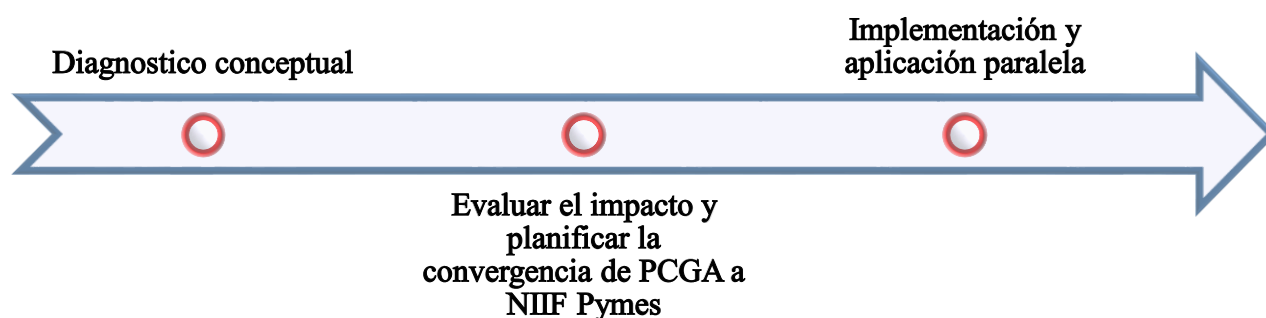 Diagnostico conceptual
Evaluar el impacto y
planificar la
convergencia de PCGA a
NIIF Pymes
Implementación y
aplicación paralela